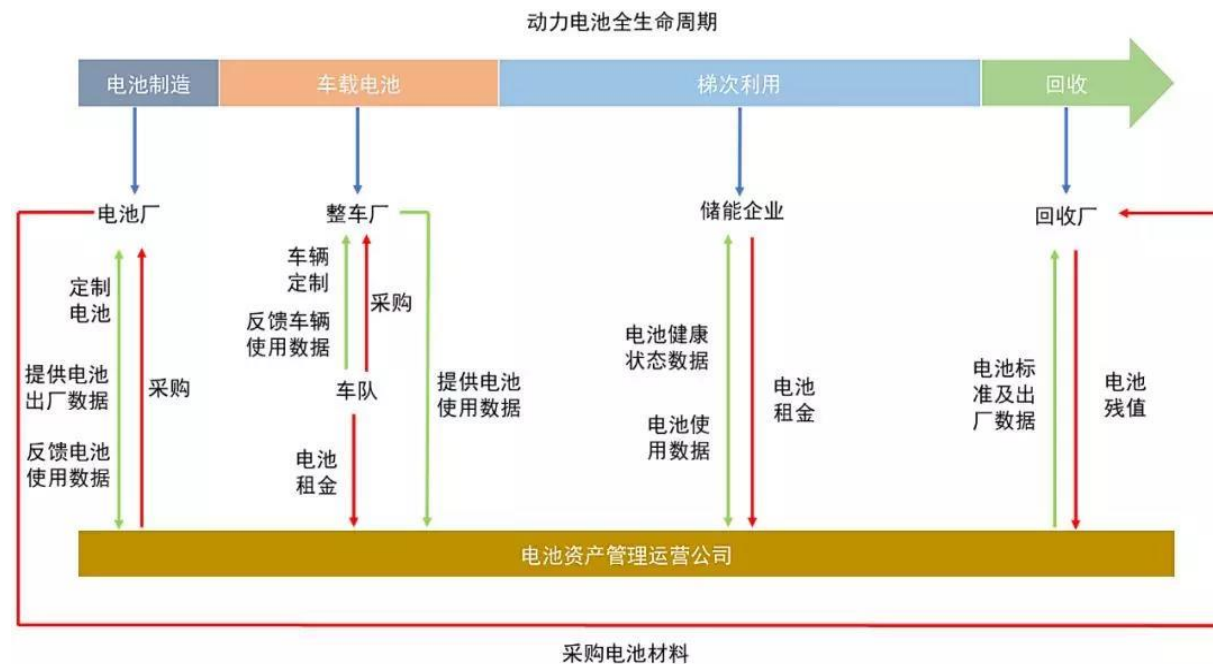 动力电池全生命周期
电池制造
车载电池
梯次利用
回收
电池厂
整车厂
储能企业
回收厂
定制
电池
提供电池
出厂数据
反馈电池
使用数据
采购
车辆
定制
反馈车辆
使用数据
采购
车队
电池
租金
提供电池
使用数据
电池健康
状态数据
电池使
用数据
电池
租金
电池标
准及出
厂数据
电池
残值
电池资产管理运营公司
采购电池材料